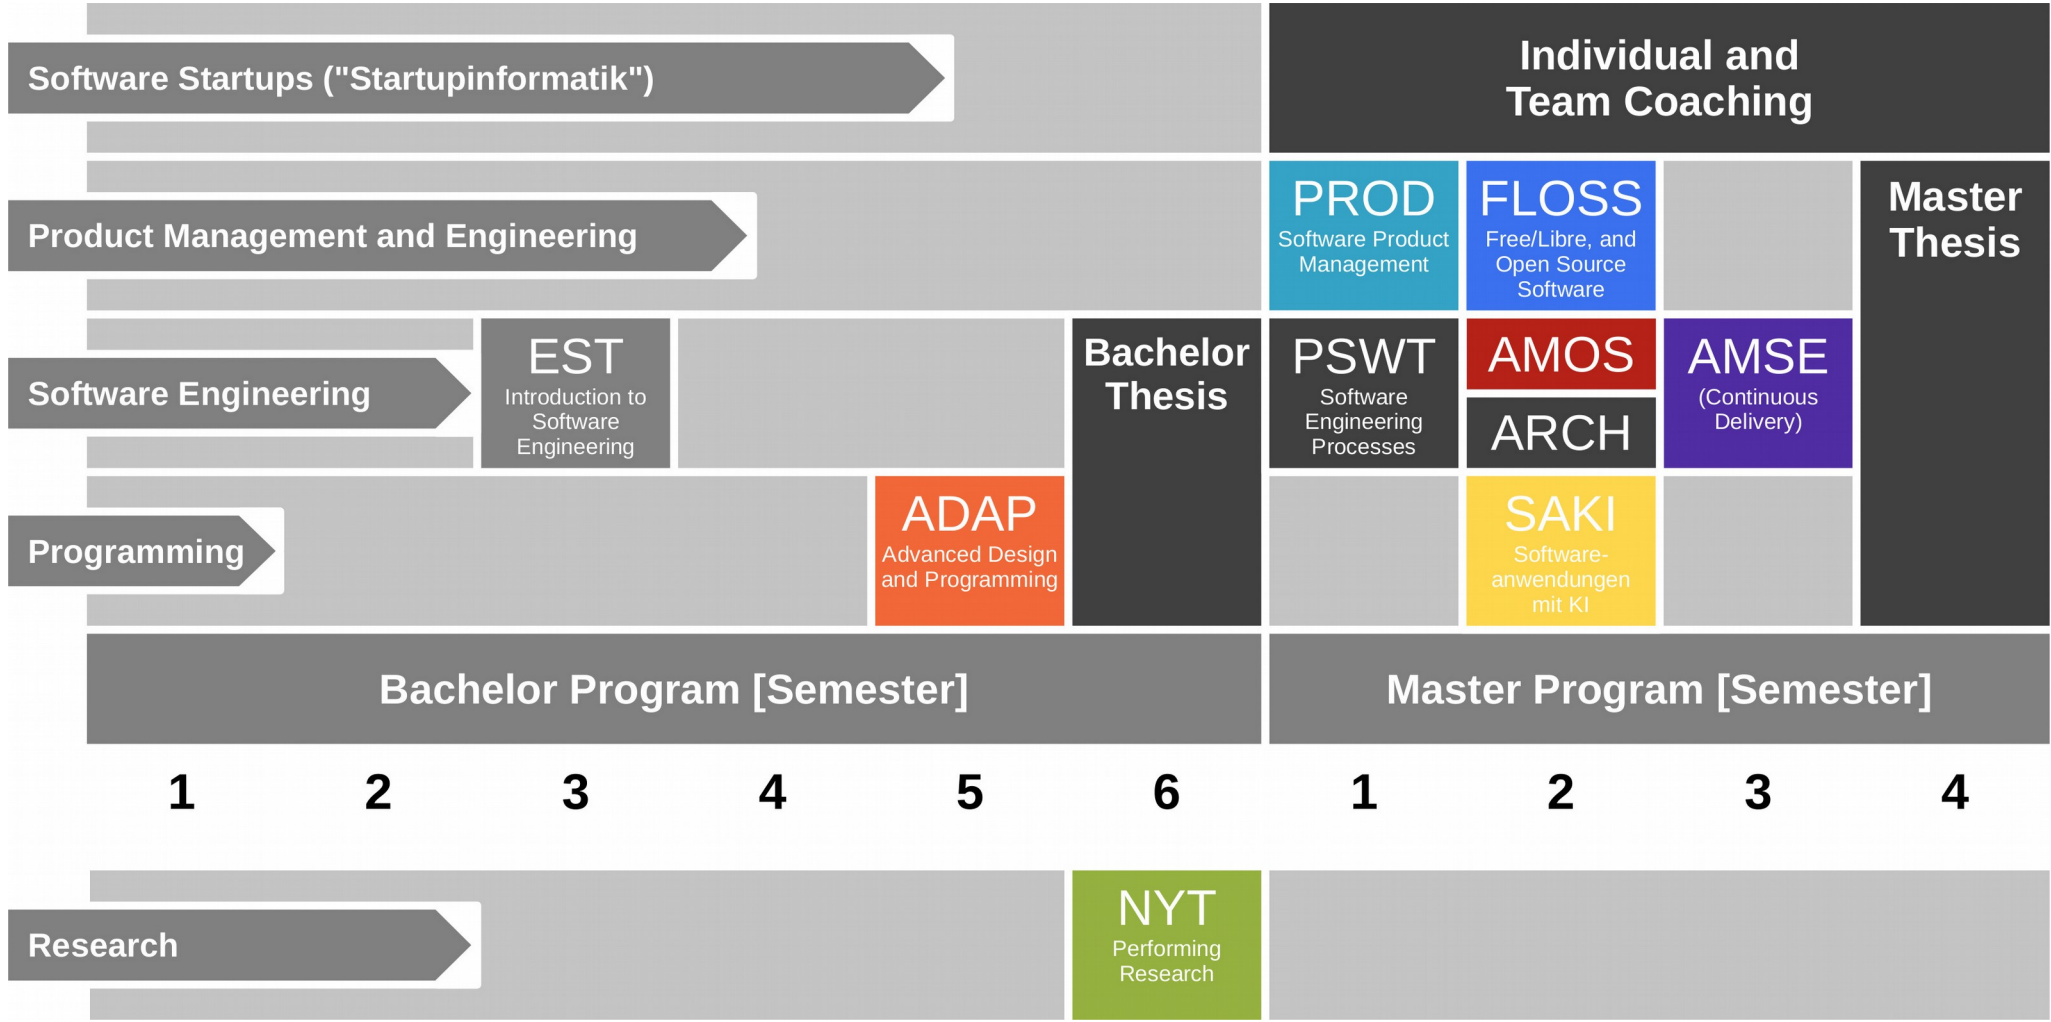 Software Startups ("Startupinformatik")
Individual and
Team Coaching
Product Management and Engineering
PROD
Software Product
Management
FLOSS
Free/Libre, and
Open Source
Software
Master
Thesis
Software Engineering
EST
Introduction to
Software
Engineering
Bachelor
Thesis
PSWT
Software
Engineering
Processes
AMOS
ARCH
AMSE
(Continuous
Delivery)
Programming
ADAP
Advanced Design
and Programming
SAKI
Software-
anwendungen
mit KI
Bachelor Program [Semester]
Master Program [Semester]
1 2 3 4 5 6 1 2 3 4
Research
NYT
Performing
Research